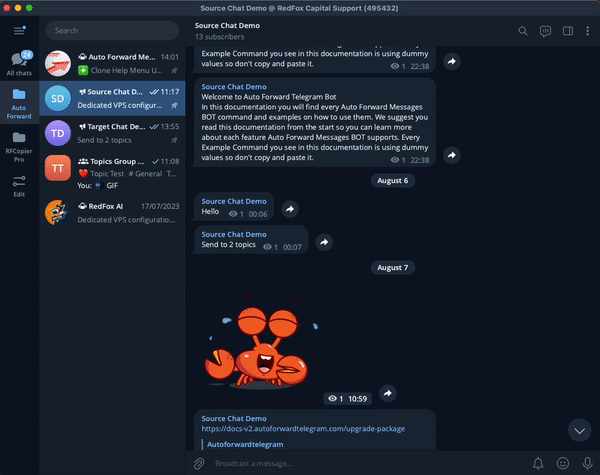 Source Chat Demo @ RedFox Capital Support (495432)
24
All chats
Auto
Forward
RFCopier
Pro
Edit
Search
Auto Forward Me... 14:01
Clone Help Menu U...
SD
Source Chat D... 11:17
Dedicated VPS configur...
TD
Target Chat De... 13:55
Send to 2 topics
TT
Topics Group ... 11:08
Topic Test # General T...
You: GIF
RedFox AI 17/07/2023
Dedicated VPS configuratio...
Source Chat Demo
13 subscribers
Example Command you see in this documentation is using dummy
values so don't copy and paste it.
1 22:38
Source Chat Demo
Welcome to Auto Forward Telegram Bot
In this documentation you will find every Auto Forward Messages
BOT command and examples on how to use them. We suggest you
read this documentation from the start so you can learn more
about each feature Auto Forward Messages BOT supports. Every
Example Command you see in this documentation is using dummy
values so don't copy and paste it.
1 22:38
August 6
Source Chat Demo
Hello 1 00:06
Source Chat Demo
Send to 2 topics 1 00:07
August 7
1 10:59
Source Chat Demo
https://docs-v2.autoforwardtelegram.com/upgrade-package
Autoforwardtelegram
Broadcast a message...